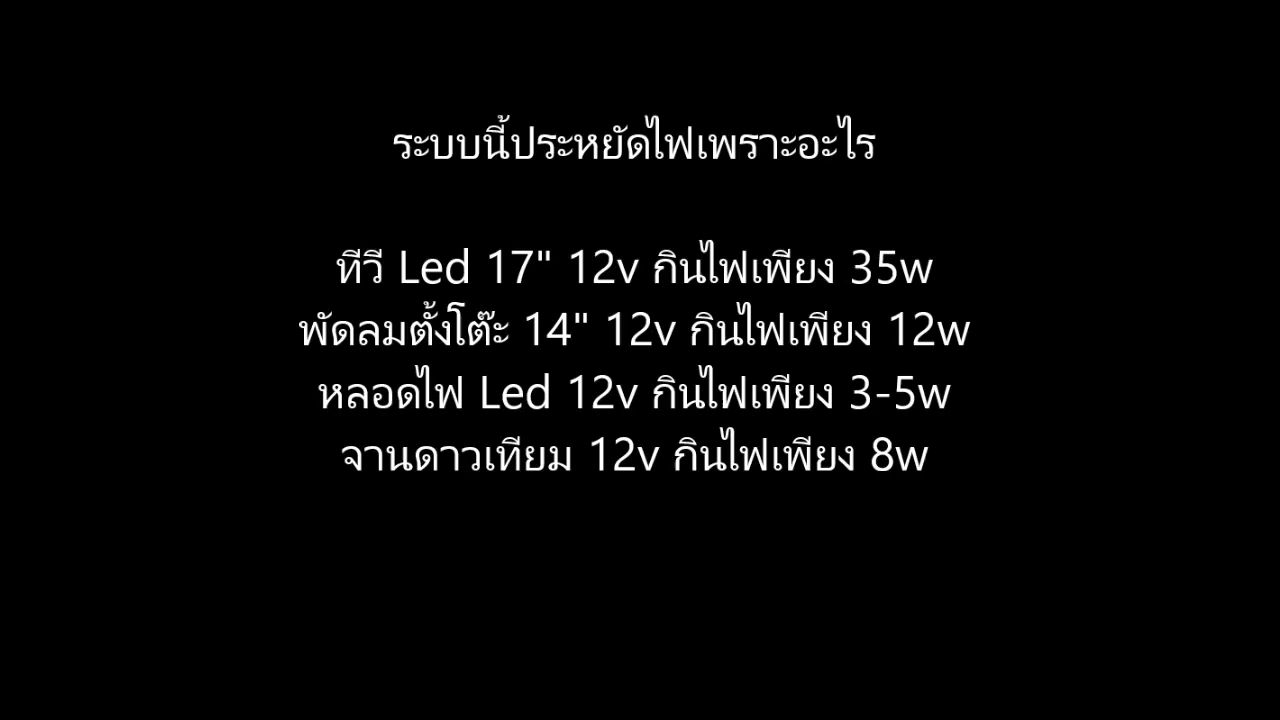 ระบบนี้ประหยัดไฟเพราะอะไร
ทีวี Led 17" 12v กินไฟเพียง 35w
พัดลมตั้งโต๊ะ 14" 12v กินไฟเพียง 12w
หลอดไฟ Led 12v กินไฟเพียง 3-5w
จานดาวเทียม 12v กินไฟเพียง 8w